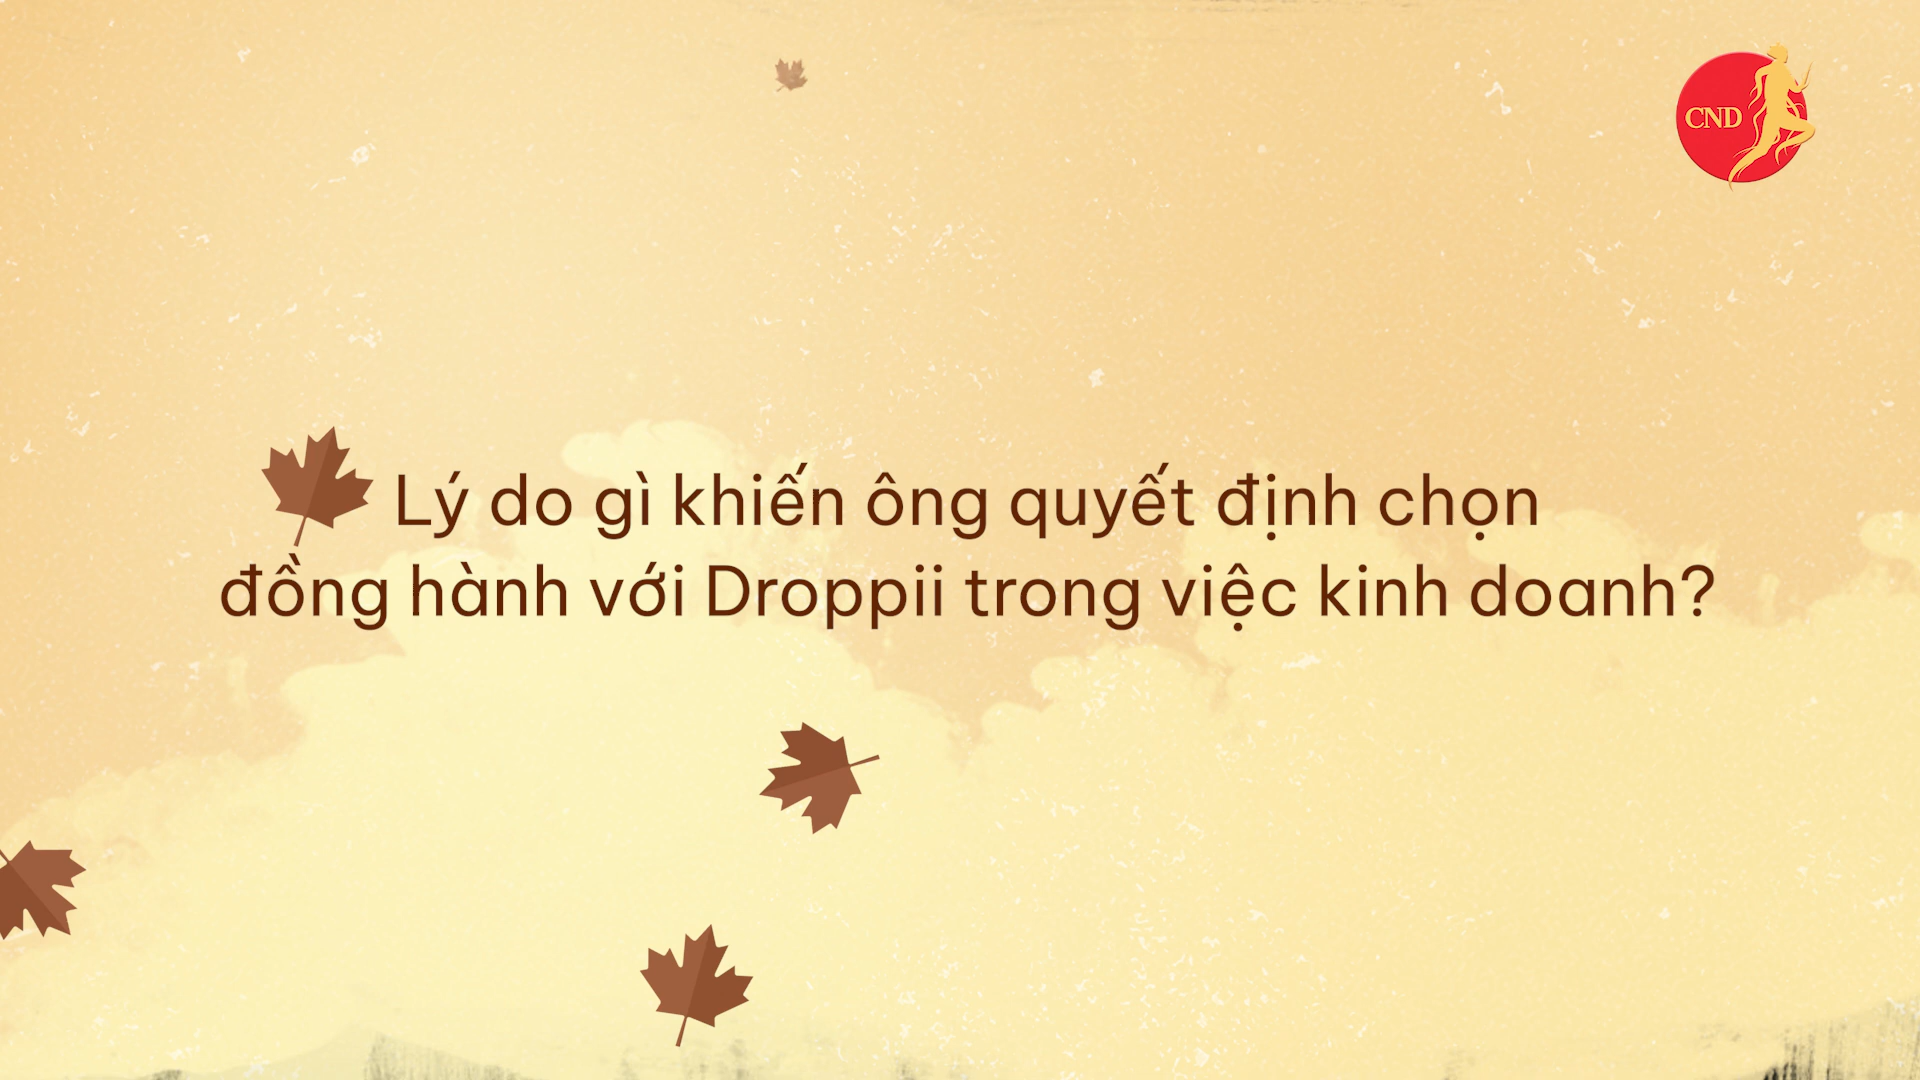 CND
Lý do gì khiến ông quyết định chọn
đồng hành với Droppii trong việc kinh doanh?